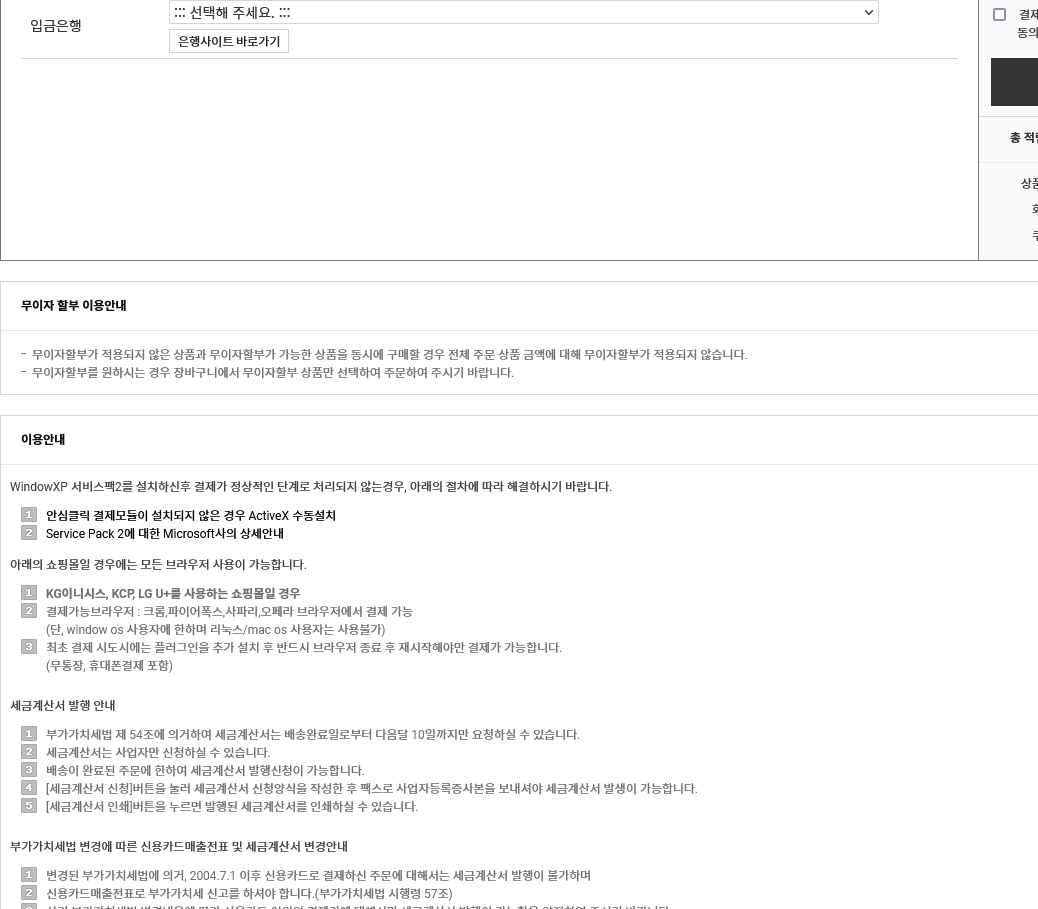 ::: 선택해 주세요. :::
입금은행
은행사이트 바로가기
결제
동의
총 적립
상품
무이자 할부 이용안내
- 무이자할부가 적용되지 않은 상품과 무이자할부가 가능한 상품을 동시에 구매할 경우 전체 주문 상품 금액에 대해 무이자할부가 적용되지 않습니다.
- 무이자할부를 원하시는 경우 장바구니에서 무이자할부 상품만 선택하여 주문하여 주시기 바랍니다.
이용안내
WindowXP 서비스팩2를 설치하신후 결제가 정상적인 단계로 처리되지 않는경우, 아래의 절차에 따라 해결하시기 바랍니다.
1 안심클릭 결제모듈이 설치되지 않은 경우 ActiveX 수동설치
2 Service Pack 2에 대한 Microsoft사의 상세안내
아래의 쇼핑몰일 경우에는 모든 브라우저 사용이 가능합니다.
1 KG이니시스, KCP, LG U+를 사용하는 쇼핑몰일 경우
2 결제가능브라우저 : 크롬,파이어폭스,사파리,오페라 브라우저에서 결제 가능
(단, window os 사용자에 한하며 리눅스/mac os 사용자는 사용불가)
3 최초 결제 시도시에는 플러그인을 추가 설치 후 반드시 브라우저 종료 후 재시작해야만 결제가 가능합니다.
(무통장, 휴대폰결제 포함)
세금계산서 발행 안내
1 부가가치세법 제 54조에 의거하여 세금계산서는 배송완료일로부터 다음달 10일까지만 요청하실 수 있습니다.
2 세금계산서는 사업자만 신청하실 수 있습니다.
3 배송이 완료된 주문에 한하여 세금계산서 발행신청이 가능합니다.
4 [세금계산서 신청]버튼을 눌러 세금계산서 신청양식을 작성한 후 팩스로 사업자등록증사본을 보내셔야 세금계산서 발생이 가능합니다.
5 [세금계산서 인쇄]버튼을 누르면 발행된 세금계산서를 인쇄하실 수 있습니다.
부가가치세법 변경에 따른 신용카드매출전표 및 세금계산서 변경안내
1 변경된 부가가치세법에 의거, 2004.7.1 이후 신용카드로 결제하신 주문에 대해서는 세금계산서 발행이 불가하며
2 신용카드매출전표로 부가가치세 신고를 하셔야 합니다.(부가가치세법 시행령 57조)